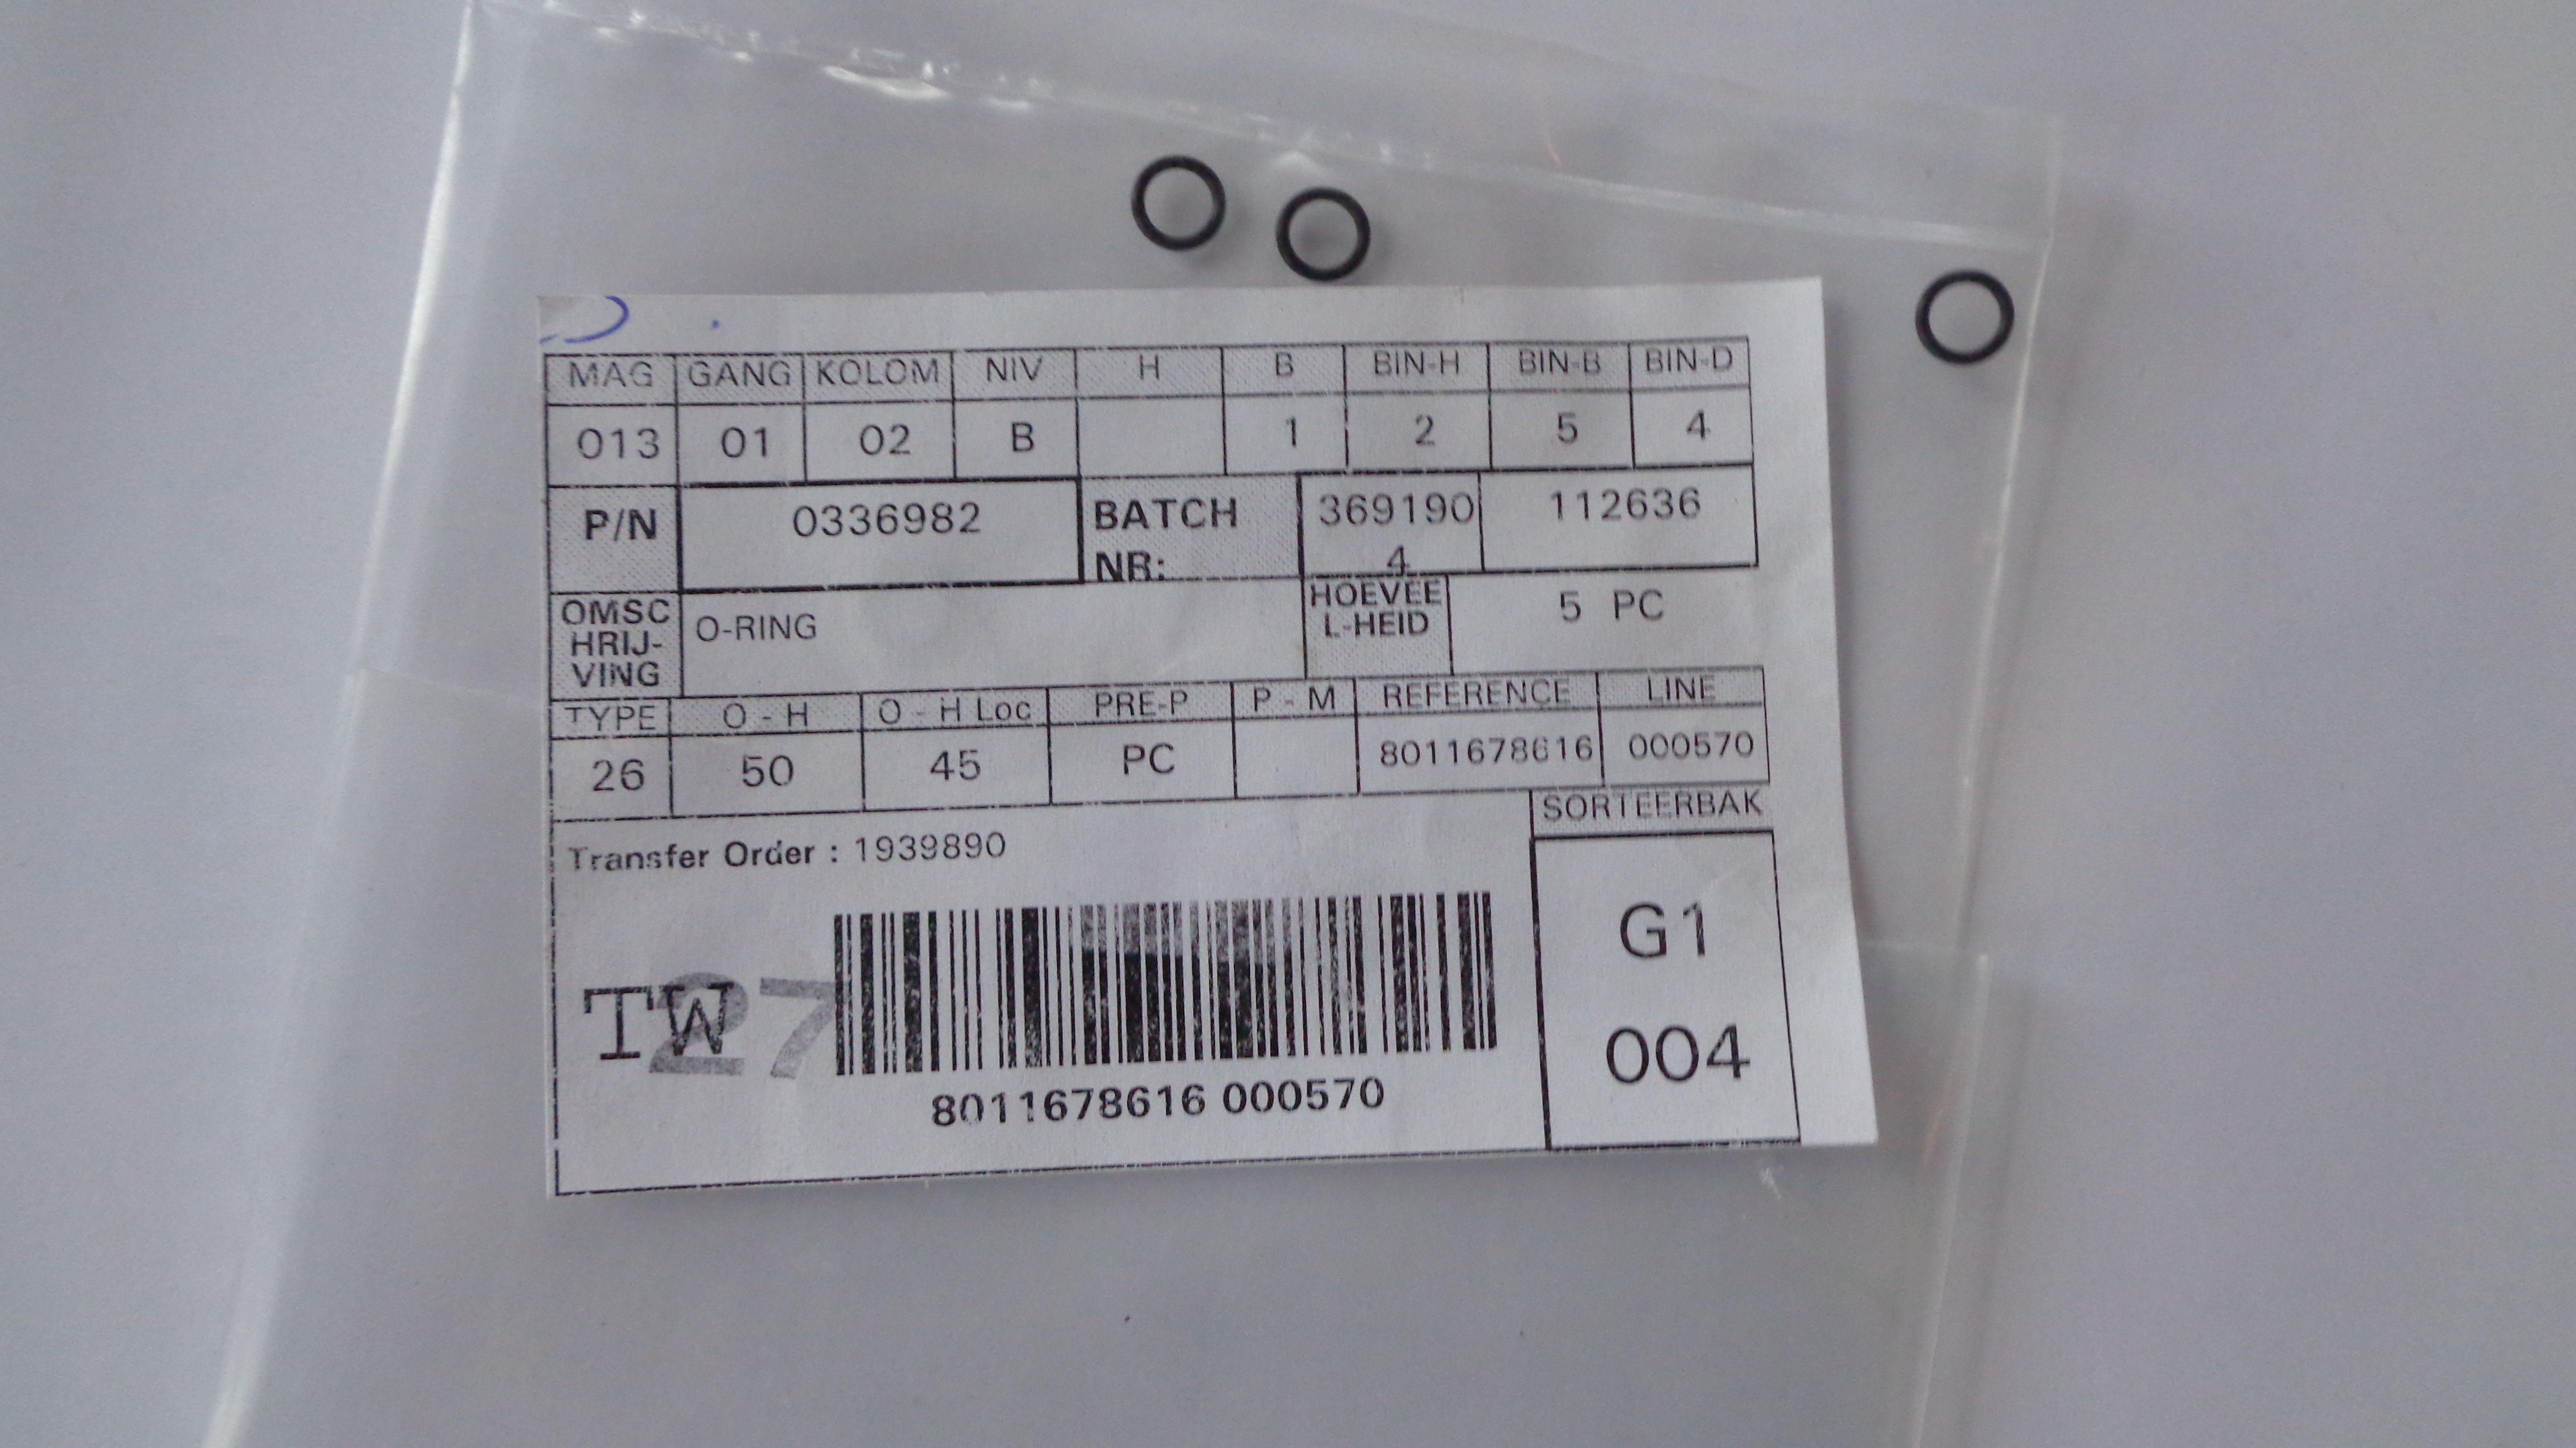 MAG GANG KOLOM NIV H B BIN-H BIN-B BIN-D
013 01 02 B 1 2 5 4
P/N 0336982 BATCH NR: 369190 4 112636
OMSC
HRIJ-
VING
O-RING
HOEVEE
L-HEID
5 PC
TYPE O - H O - H Loc PRE-P P - M REFERENCE LINE
26 50 45 PC 8011678616 000570
SORTEERBAK
Transfer Order : 1939890
G1
004
TW 27
8011678616 000570